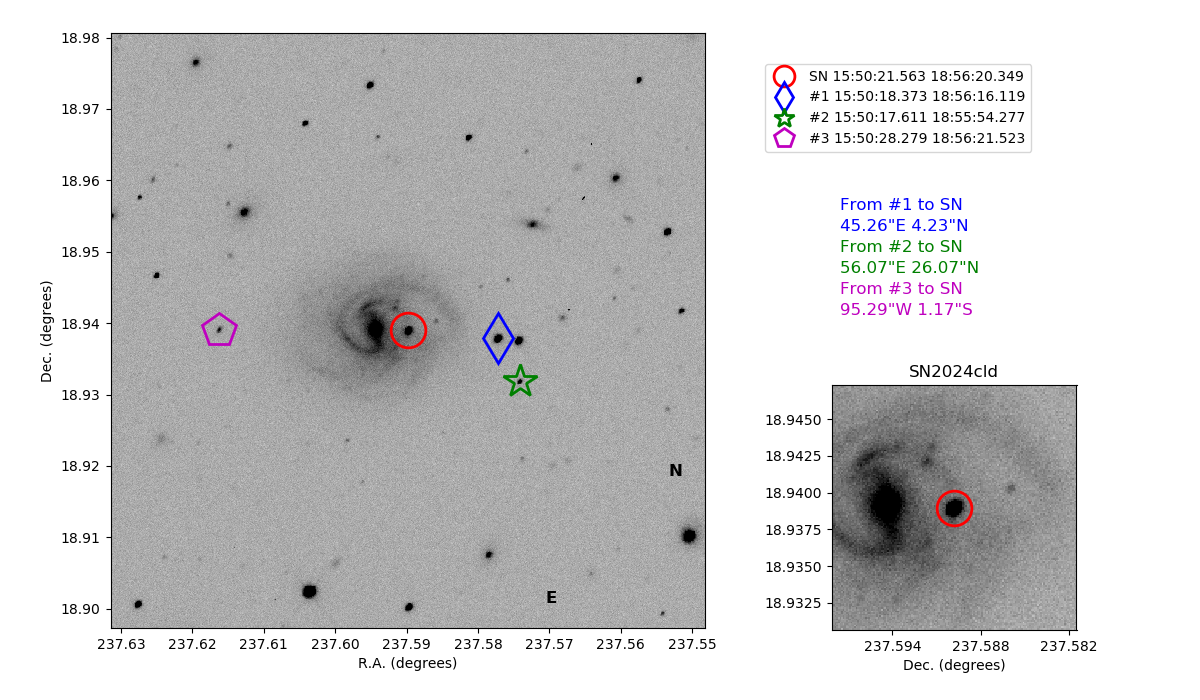 18.98
18.97
18.96
18.95
18.94
18.93
18.92
18.91
18.90
Dec. (degrees)
237.63 237.62 237.61 237.60 237.59 237.58 237.57 237.56 237.55
R.A. (degrees)
N
E
SN 15:50:21.563 18:56:20.349
#1 15:50:18.373 18:56:16.119
#2 15:50:17.611 18:55:54.277
#3 15:50:28.279 18:56:21.523
From #1 to SN
45.26"E 4.23"N
From #2 to SN
56.07"E 26.07"N
From #3 to SN
95.29"W 1.17"S
SN2024cld
18.9450
18.9425
18.9400
18.9375
18.9350
18.9325
237.594 237.588 237.582
Dec. (degrees)